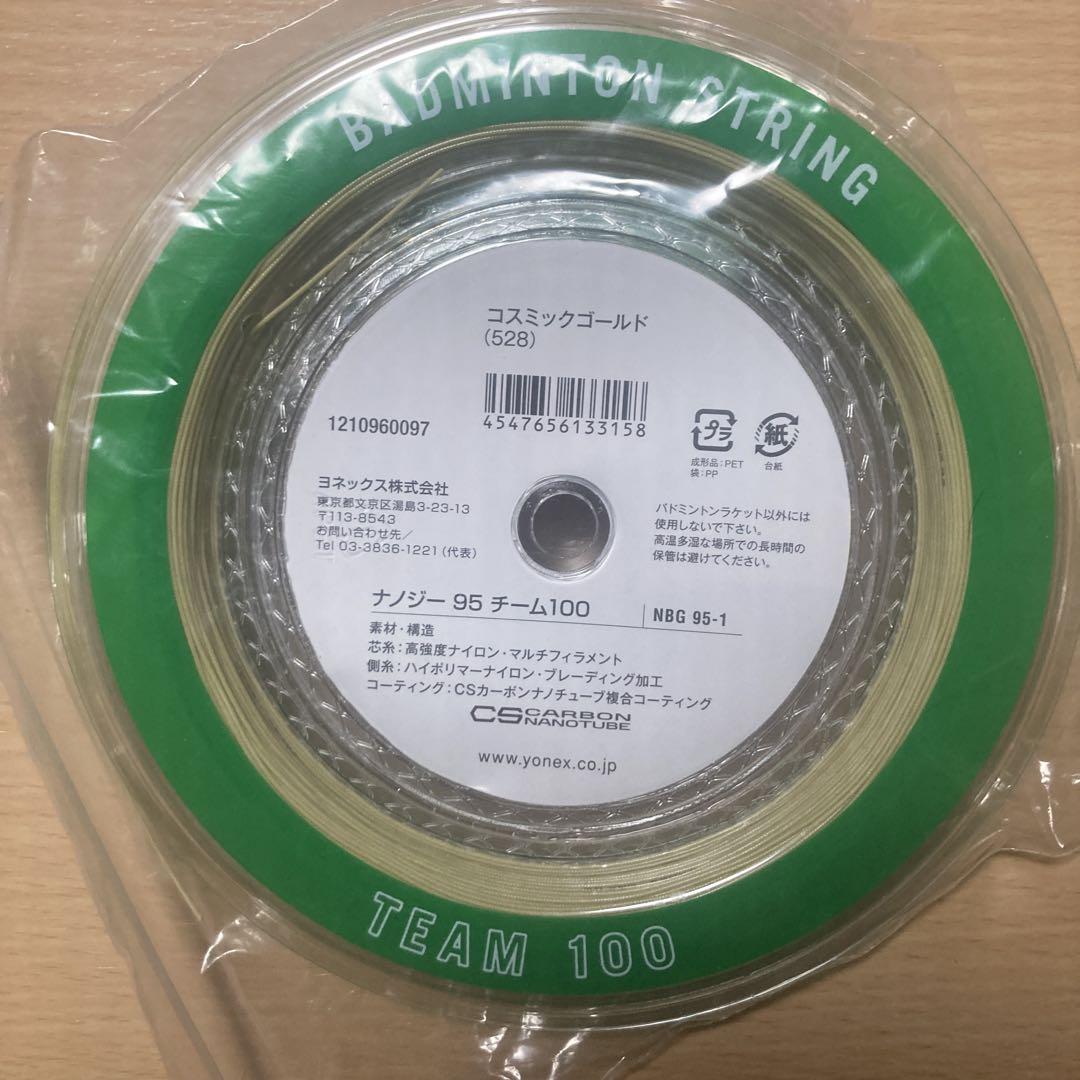 BADMINTON STRING
コスミックゴールド
(528)
4547656133158
1210960097
プラ
紙
成形品:PET
袋:PP
台紙
ヨネックス株式会社
東京都文京区湯島3-23-13
〒113-8543
お問い合わせ先/
Tel 03-3836-1221(代表)
バドミントンラケット以外には
使用しないで下さい。
高温多湿な場所での長時間の
保管は避けてください。
ナノジー 95 チーム100
NBG 95-1
素材・構造
芯糸:高強度ナイロン・マルチフィラメント
側糸:ハイポリマーナイロン・ブレーディング加工
コーティング:CSカーボンナノチューブ複合コーティング
CS CARBON
NANOTUBE
www.yonex.co.jp
TEAM 100